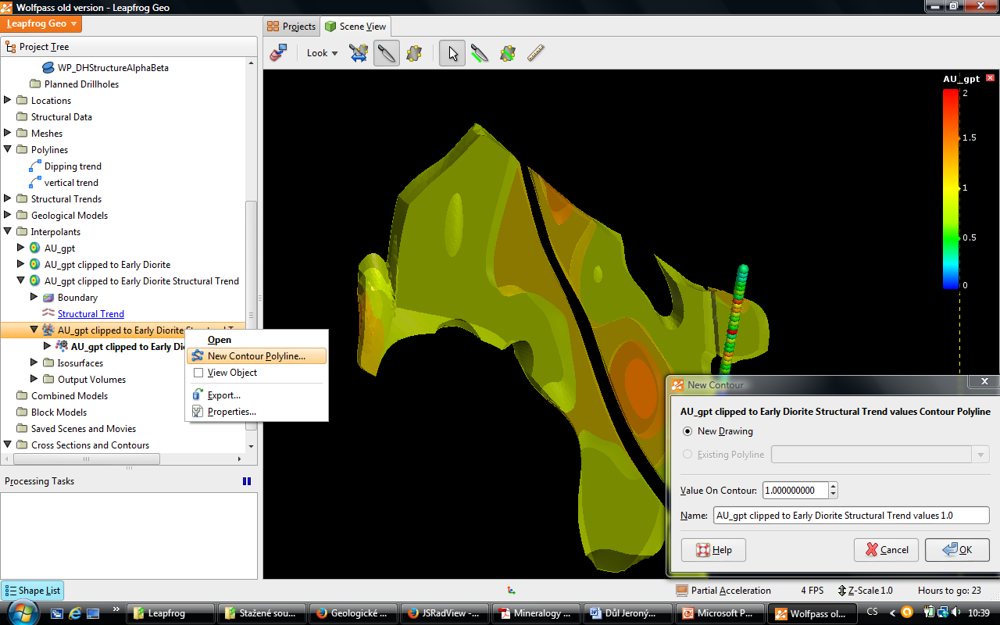 Wolfpass old version - Leapfrog Geo
Leapfrog Geo
Projects
Scene View
Project Tree
Look
WP_DHStructureAlphaBeta
Planned Drillholes
Locations
Structural Data
Meshes
Polylines
Dipping trend
vertical trend
Structural Trends
Geological Models
Interpolants
AU_gpt
AU_gpt clipped to Early Diorite
AU_gpt clipped to Early Diorite Structural Trend
Boundary
Structural Trend
AU_gpt clipped to Early Diorite
AU_gpt clipped to Early
Isosurfaces
Output Volumes
Combined Models
Block Models
Saved Scenes and Movies
Cross Sections and Contours
Open
New Contour Polyline...
View Object
Export...
Properties...
Processing Tasks
Shape List
AU_gpt
2
1.5
1
0.5
0
New Contour
AU_gpt clipped to Early Diorite Structural Trend values Contour Polyline
New Drawing
Existing Polyline
Value On Contour: 1.000000000
Name: AU_gpt clipped to Early Diorite Structural Trend values 1.0
Help
Cancel
OK
Partial Acceleration
4 FPS
Z-Scale 1.0
Hours to go: 23
Leapfrog
Stažené sou...
Geologické ...
JSRadView -...
Mineralogy ...
Důl Jeroný...
Microsoft P...
Wolfpass ol...
CS
10:39